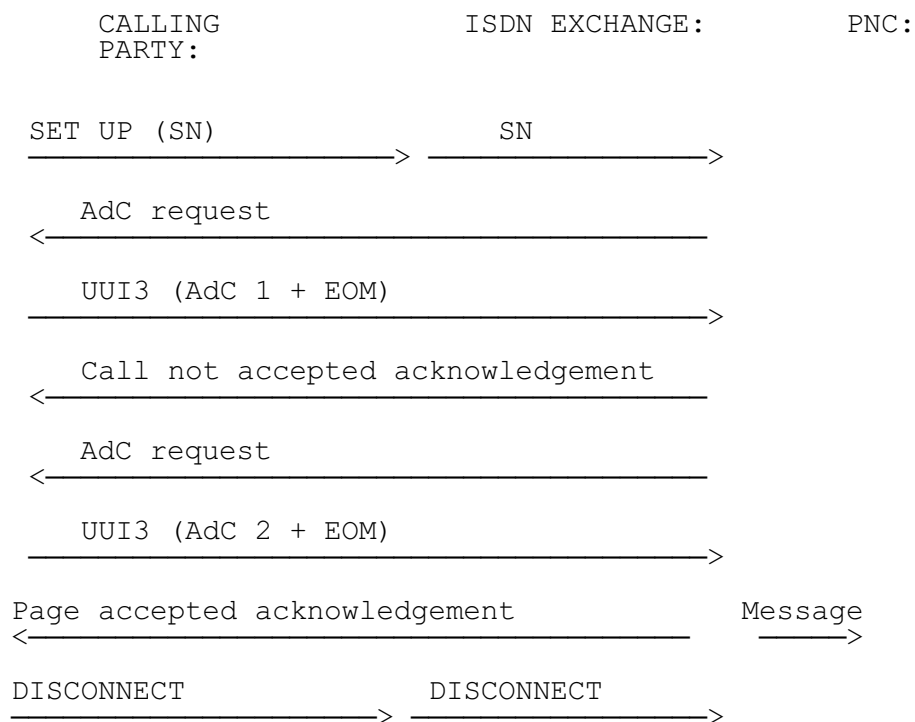 CALLING PARTY: ISDN EXCHANGE: PNC:
SET UP (SN) SN
AdC request
UUI3 (AdC 1 + EOM)
Call not accepted acknowledgement
AdC request
UUI3 (AdC 2 + EOM)
Page accepted acknowledgement Message
DISCONNECT DISCONNECT